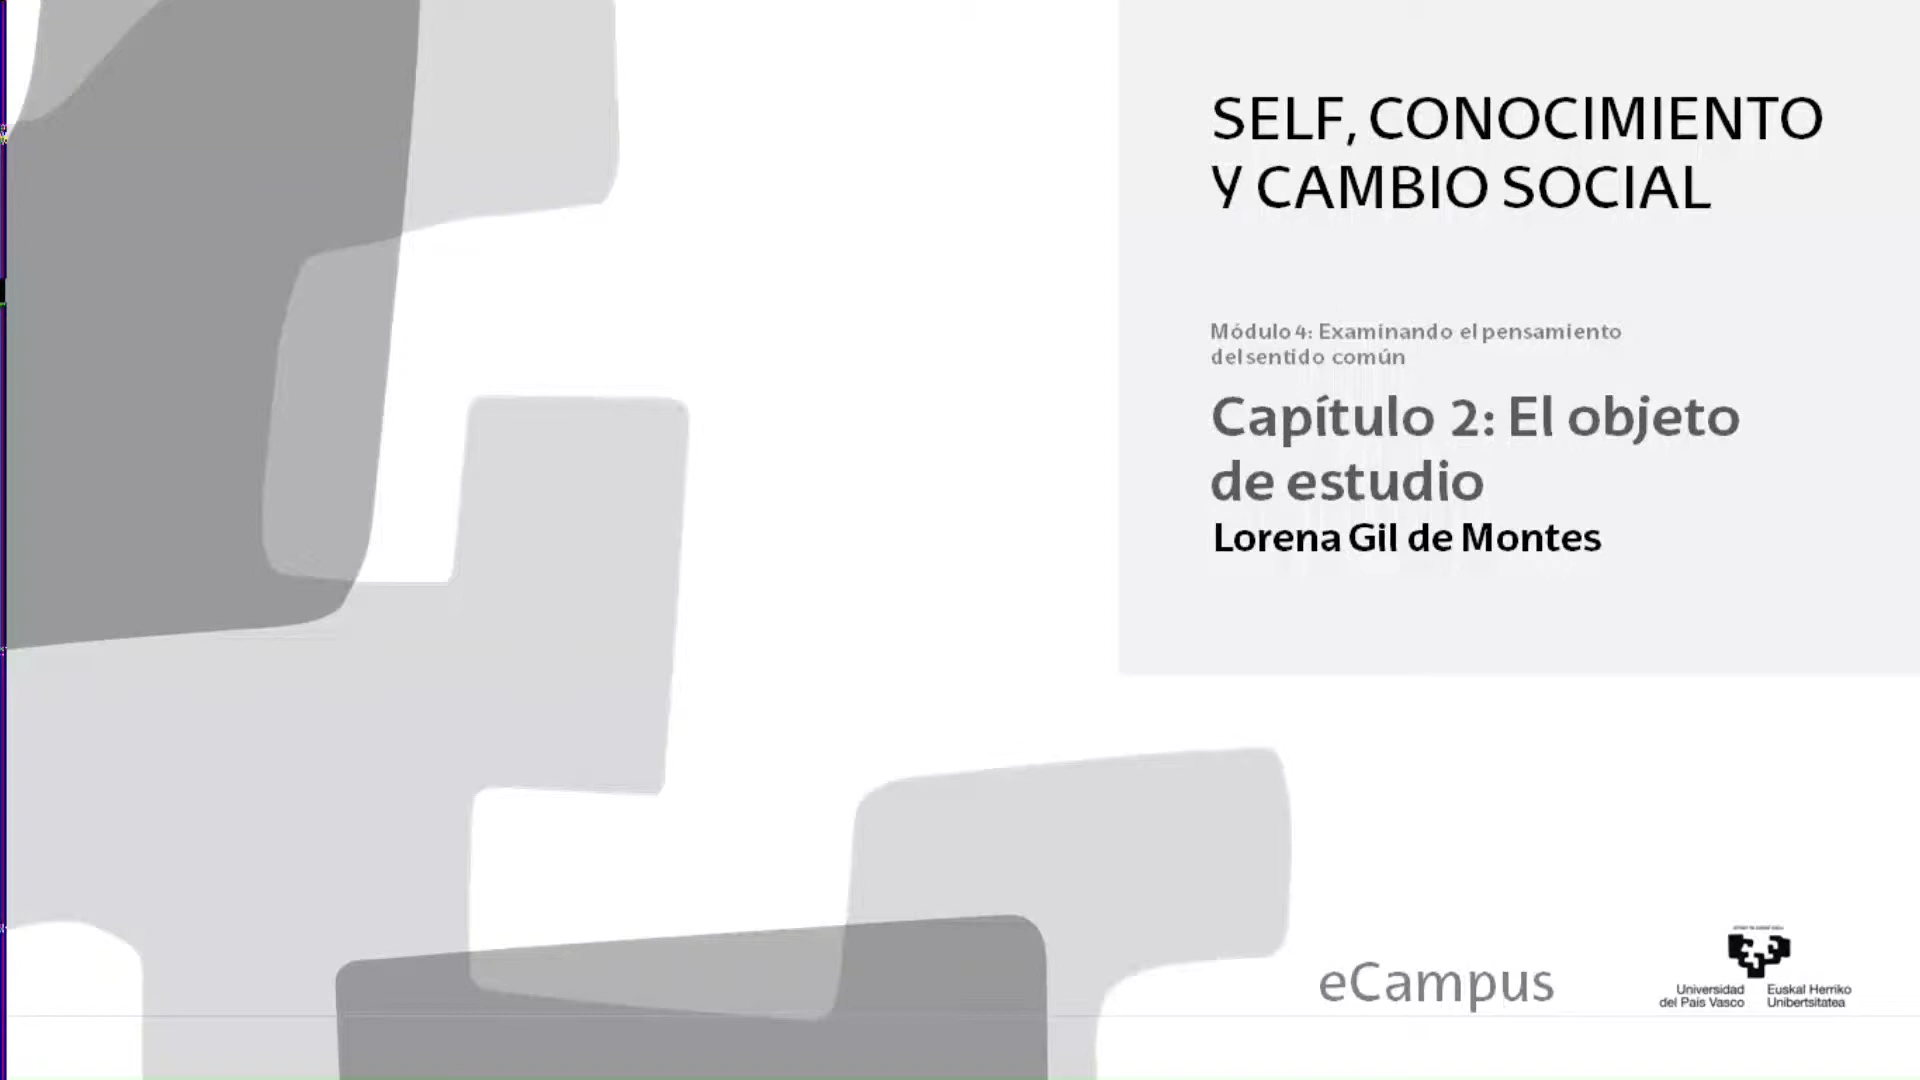 SELF, CONOCIMIENTO
Y CAMBIO SOCIAL
Módulo 4: Examinando el pensamiento
del sentido común
Capítulo 2: El objeto
de estudio
Lorena Gil de Montes
eCampus
Universidad
del País Vasco
Euskal Herriko
Unibertsitatea